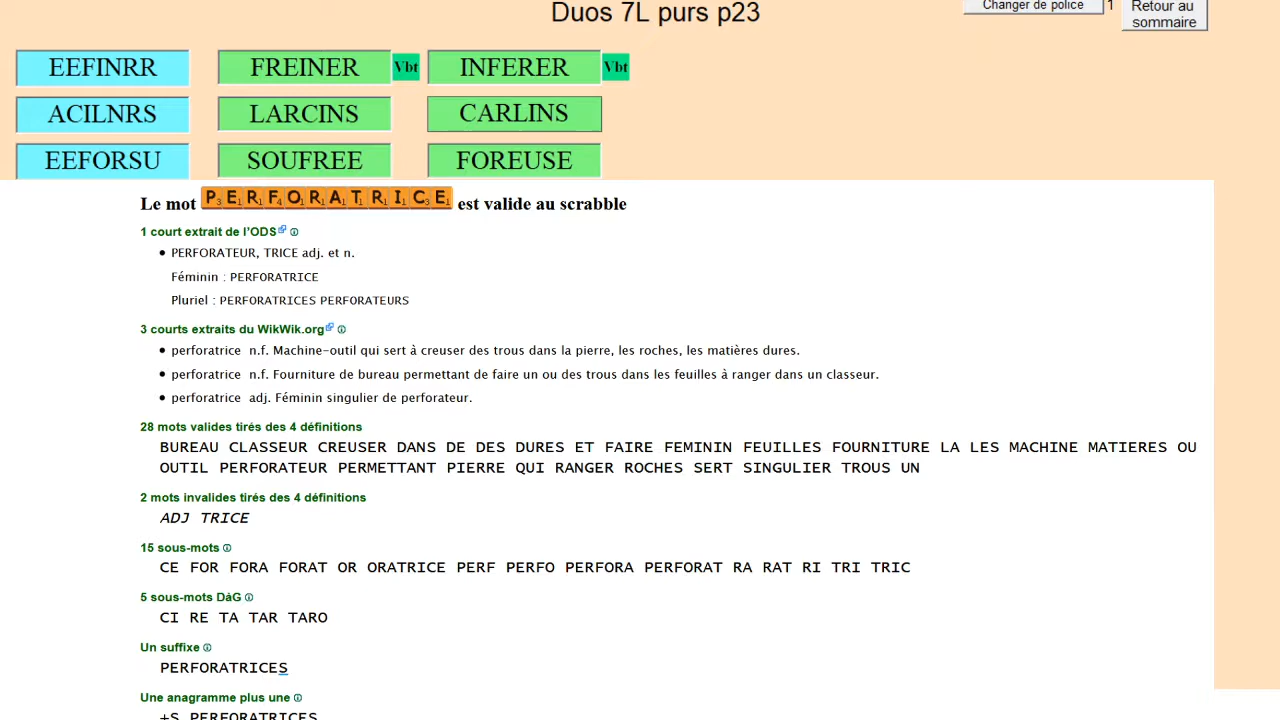 Duos 7L purs p23
Changer de police 1 Retour au sommaire
EEFINRR FREINER Vbt INFERER Vbt
ACILNRS LARCINS CARLINS
EEFORSU SOUFREE FOREUSE
Le mot P3E1R1F4O1R1A1T1R1I1C3E1 est valide au scrabble
1 court extrait de l'ODS
• PERFORATEUR, TRICE adj. et n.
Féminin : PERFORATRICE
Pluriel : PERFORATRICES PERFORATEURS
3 courts extraits du WikWik.org
• perforatrice n.f. Machine-outil qui sert à creuser des trous dans la pierre, les roches, les matières dures.
• perforatrice n.f. Fourniture de bureau permettant de faire un ou des trous dans les feuilles à ranger dans un classeur.
• perforatrice adj. Féminin singulier de perforateur.
28 mots valides tirés des 4 définitions
BUREAU CLASSEUR CREUSER DANS DE DES DURES ET FAIRE FEMININ FEUILLES FOURNITURE LA LES MACHINE MATIERES OU
OUTIL PERFORATEUR PERMETTANT PIERRE QUI RANGER ROCHES SERT SINGULIER TROUS UN
2 mots invalides tirés des 4 définitions
ADJ TRICE
15 sous-mots
CE FOR FORA FORAT OR ORATRICE PERF PERFO PERFORA PERFORAT RA RAT RI TRI TRIC
5 sous-mots DàG
CI RE TA TAR TARO
Un suffixe
PERFORATRICES
Une anagramme plus une
+S PERFORATRICES